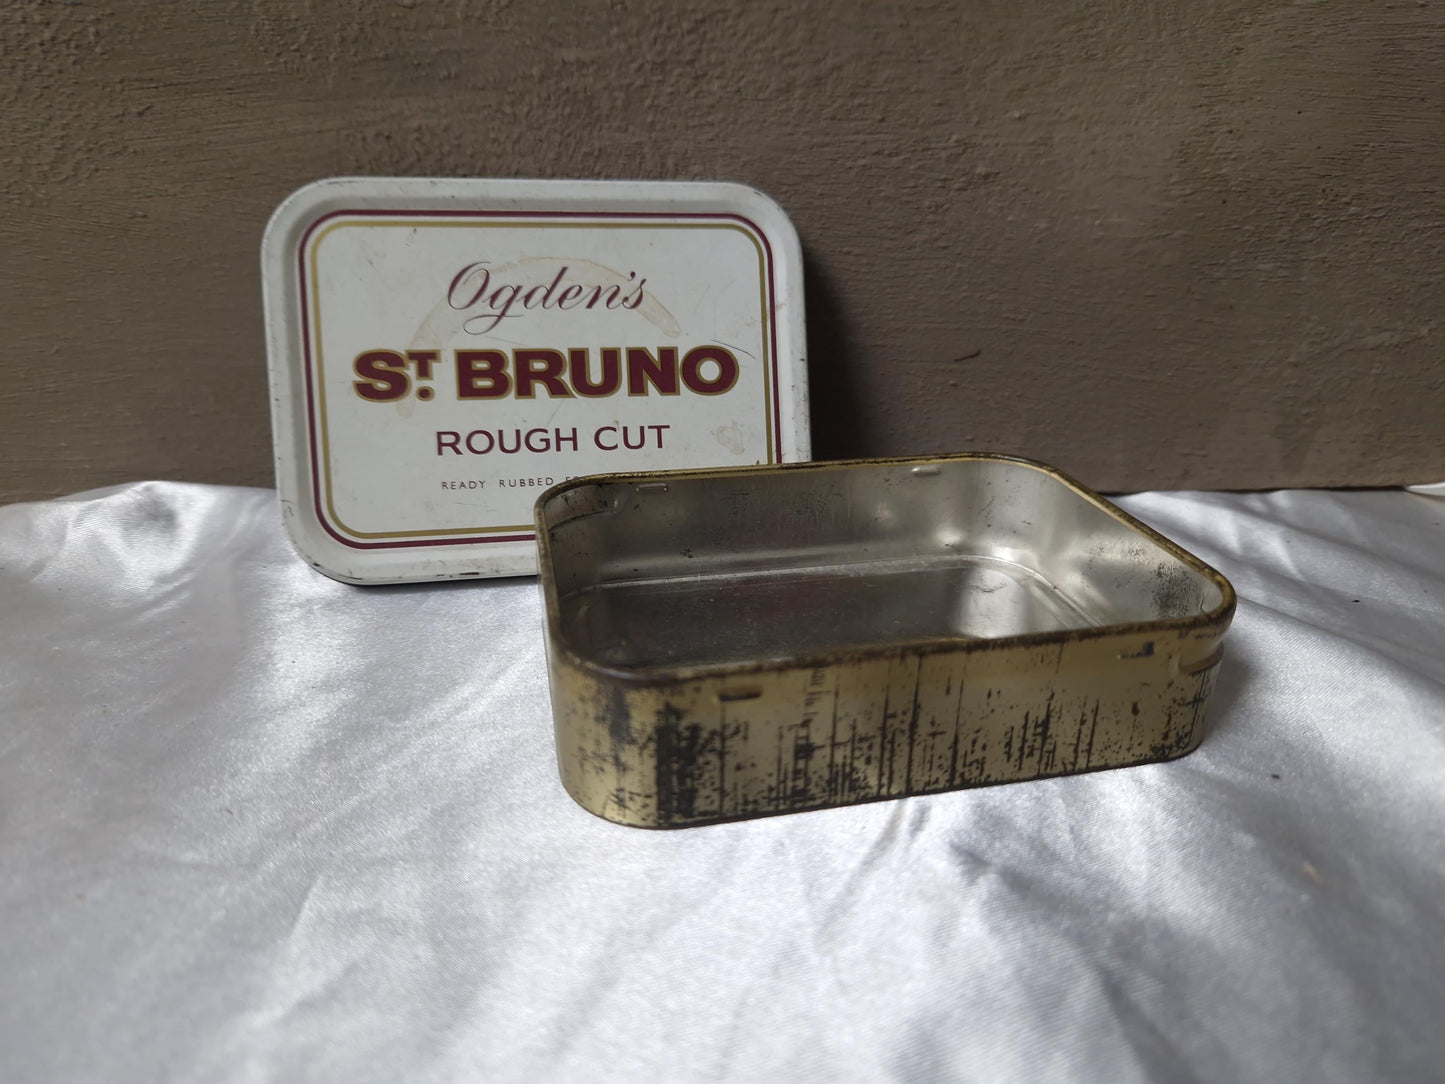 Ogden's
ST. BRUNO
ROUGH CUT
READY RUBBED